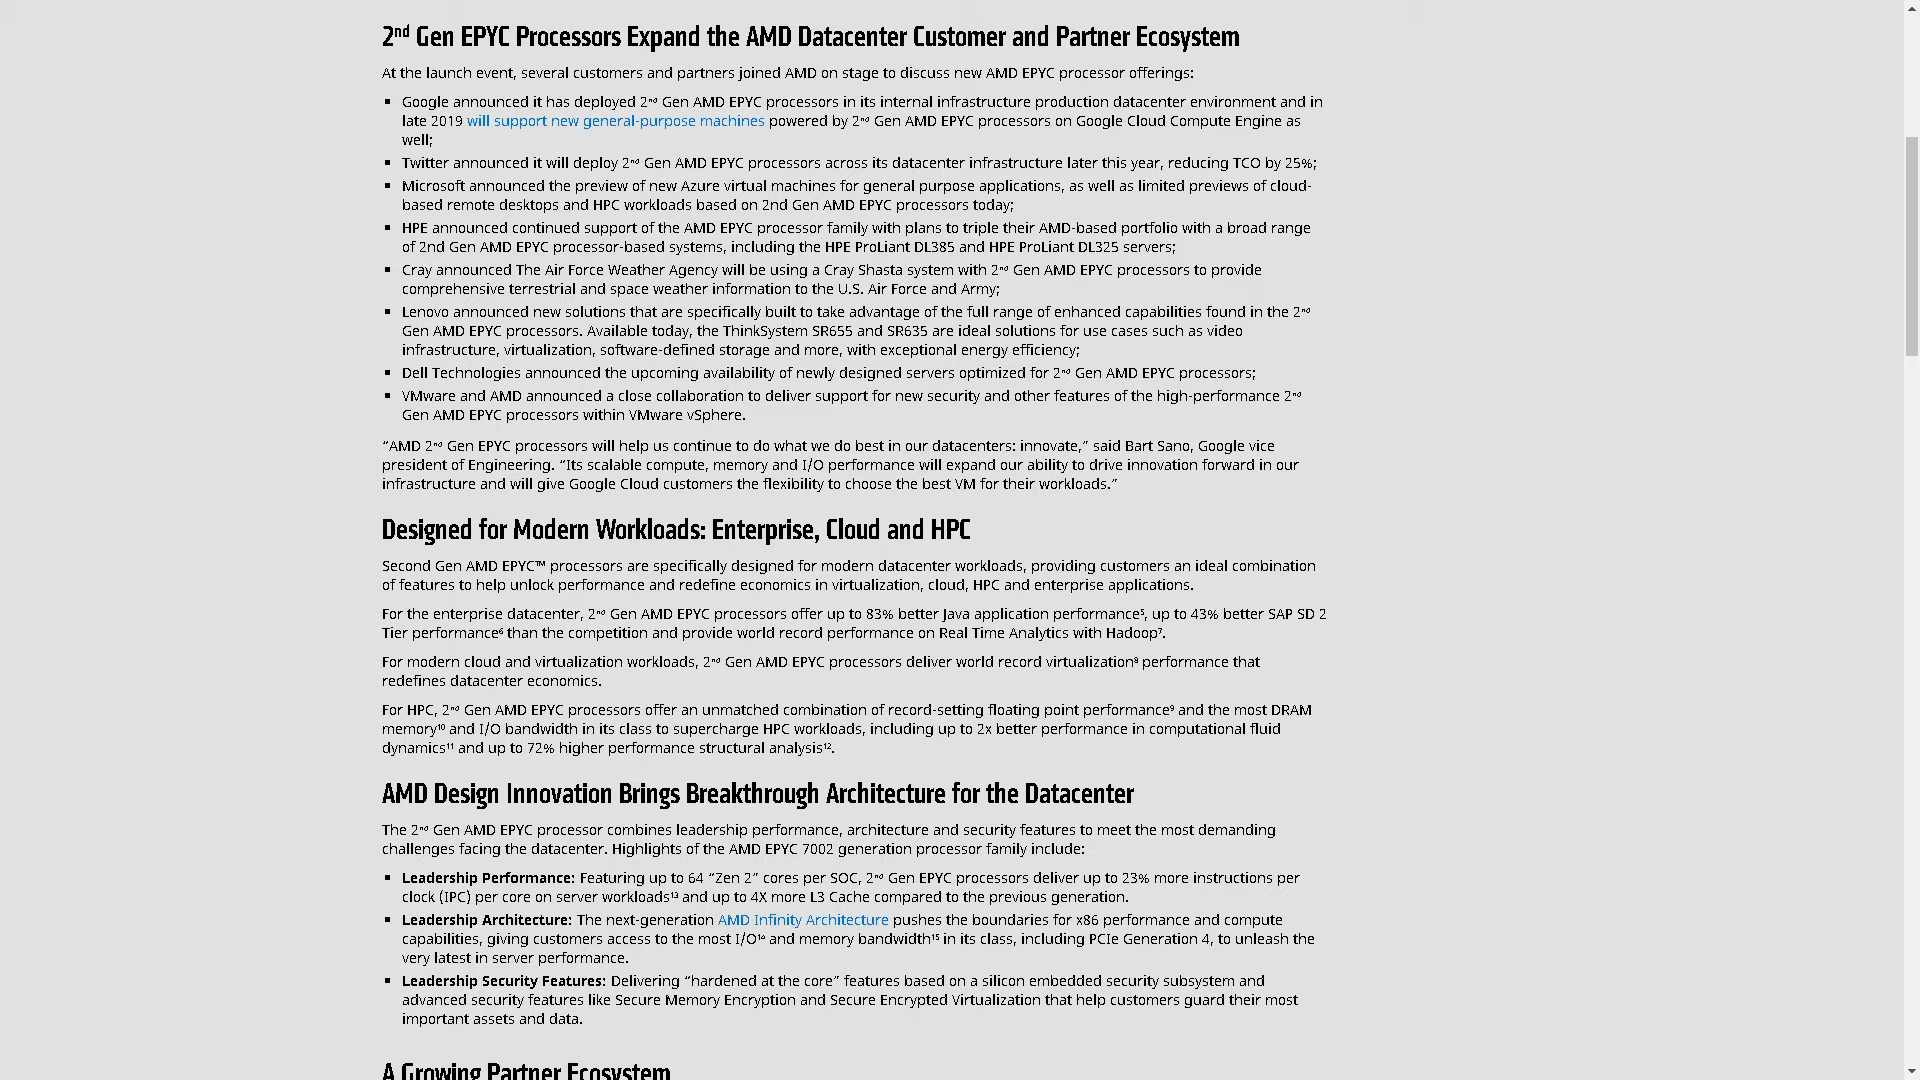 2nd Gen EPYC Processors Expand the AMD Datacenter Customer and Partner Ecosystem
At the launch event, several customers and partners joined AMD on stage to discuss new AMD EPYC processor offerings:
▪ Google announced it has deployed 2nd Gen AMD EPYC processors in its internal infrastructure production datacenter environment and in
late 2019 will support new general-purpose machines powered by 2nd Gen AMD EPYC processors on Google Cloud Compute Engine as
well;
▪ Twitter announced it will deploy 2nd Gen AMD EPYC processors across its datacenter infrastructure later this year, reducing TCO by 25%;
▪ Microsoft announced the preview of new Azure virtual machines for general purpose applications, as well as limited previews of cloud-
based remote desktops and HPC workloads based on 2nd Gen AMD EPYC processors today;
▪ HPE announced continued support of the AMD EPYC processor family with plans to triple their AMD-based portfolio with a broad range
of 2nd Gen AMD EPYC processor-based systems, including the HPE ProLiant DL385 and HPE ProLiant DL325 servers;
▪ Cray announced The Air Force Weather Agency will be using a Cray Shasta system with 2nd Gen AMD EPYC processors to provide
comprehensive terrestrial and space weather information to the U.S. Air Force and Army;
▪ Lenovo announced new solutions that are specifically built to take advantage of the full range of enhanced capabilities found in the 2nd
Gen AMD EPYC processors. Available today, the ThinkSystem SR655 and SR635 are ideal solutions for use cases such as video
infrastructure, virtualization, software-defined storage and more, with exceptional energy efficiency;
▪ Dell Technologies announced the upcoming availability of newly designed servers optimized for 2nd Gen AMD EPYC processors;
▪ VMware and AMD announced a close collaboration to deliver support for new security and other features of the high-performance 2nd
Gen AMD EPYC processors within VMware vSphere.
“AMD 2nd Gen EPYC processors will help us continue to do what we do best in our datacenters: innovate,” said Bart Sano, Google vice
president of Engineering. “Its scalable compute, memory and I/O performance will expand our ability to drive innovation forward in our
infrastructure and will give Google Cloud customers the flexibility to choose the best VM for their workloads.”
Designed for Modern Workloads: Enterprise, Cloud and HPC
Second Gen AMD EPYC™ processors are specifically designed for modern datacenter workloads, providing customers an ideal combination
of features to help unlock performance and redefine economics in virtualization, cloud, HPC and enterprise applications.
For the enterprise datacenter, 2nd Gen AMD EPYC processors offer up to 83% better Java application performance⁵, up to 43% better SAP SD 2
Tier performance⁶ than the competition and provide world record performance on Real Time Analytics with Hadoop⁷.
For modern cloud and virtualization workloads, 2nd Gen AMD EPYC processors deliver world record virtualization⁸ performance that
redefines datacenter economics.
For HPC, 2nd Gen AMD EPYC processors offer an unmatched combination of record-setting floating point performance⁹ and the most DRAM
memory¹⁰ and I/O bandwidth in its class to supercharge HPC workloads, including up to 2x better performance in computational fluid
dynamics¹¹ and up to 72% higher performance structural analysis¹².
AMD Design Innovation Brings Breakthrough Architecture for the Datacenter
The 2nd Gen AMD EPYC processor combines leadership performance, architecture and security features to meet the most demanding
challenges facing the datacenter. Highlights of the AMD EPYC 7002 generation processor family include:
▪ Leadership Performance: Featuring up to 64 “Zen 2” cores per SOC, 2nd Gen EPYC processors deliver up to 23% more instructions per
clock (IPC) per core on server workloads¹³ and up to 4X more L3 Cache compared to the previous generation.
▪ Leadership Architecture: The next-generation AMD Infinity Architecture pushes the boundaries for x86 performance and compute
capabilities, giving customers access to the most I/O¹⁴ and memory bandwidth¹⁵ in its class, including PCIe Generation 4, to unleash the
very latest in server performance.
▪ Leadership Security Features: Delivering “hardened at the core” features based on a silicon embedded security subsystem and
advanced security features like Secure Memory Encryption and Secure Encrypted Virtualization that help customers guard their most
important assets and data.
A Growing Partner Ecosystem